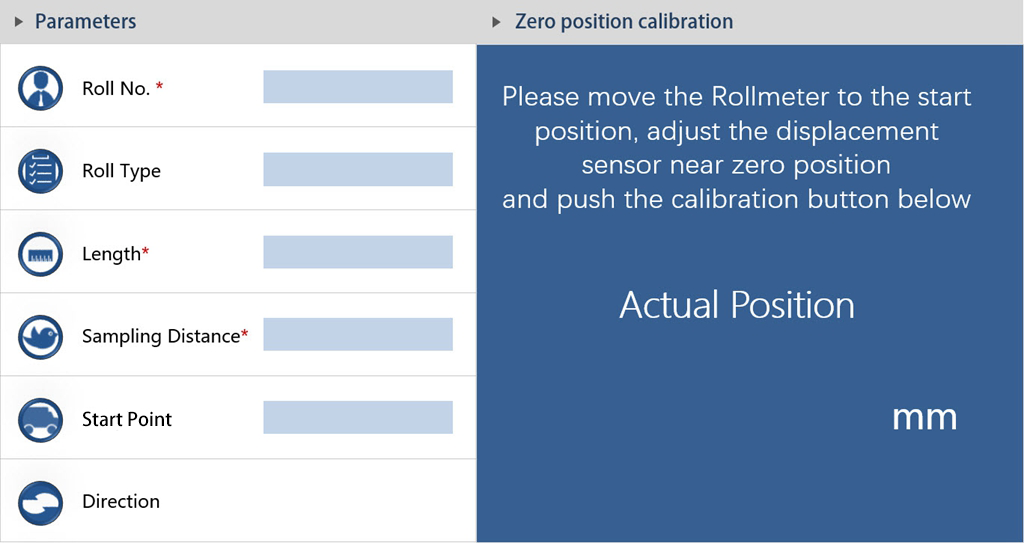 Parameters
Roll No. *
Roll Type
Length*
Sampling Distance*
Start Point
Direction
Zero position calibration
Please move the Rollmeter to the start
position, adjust the displacement
sensor near zero position
and push the calibration button below
Actual Position
mm